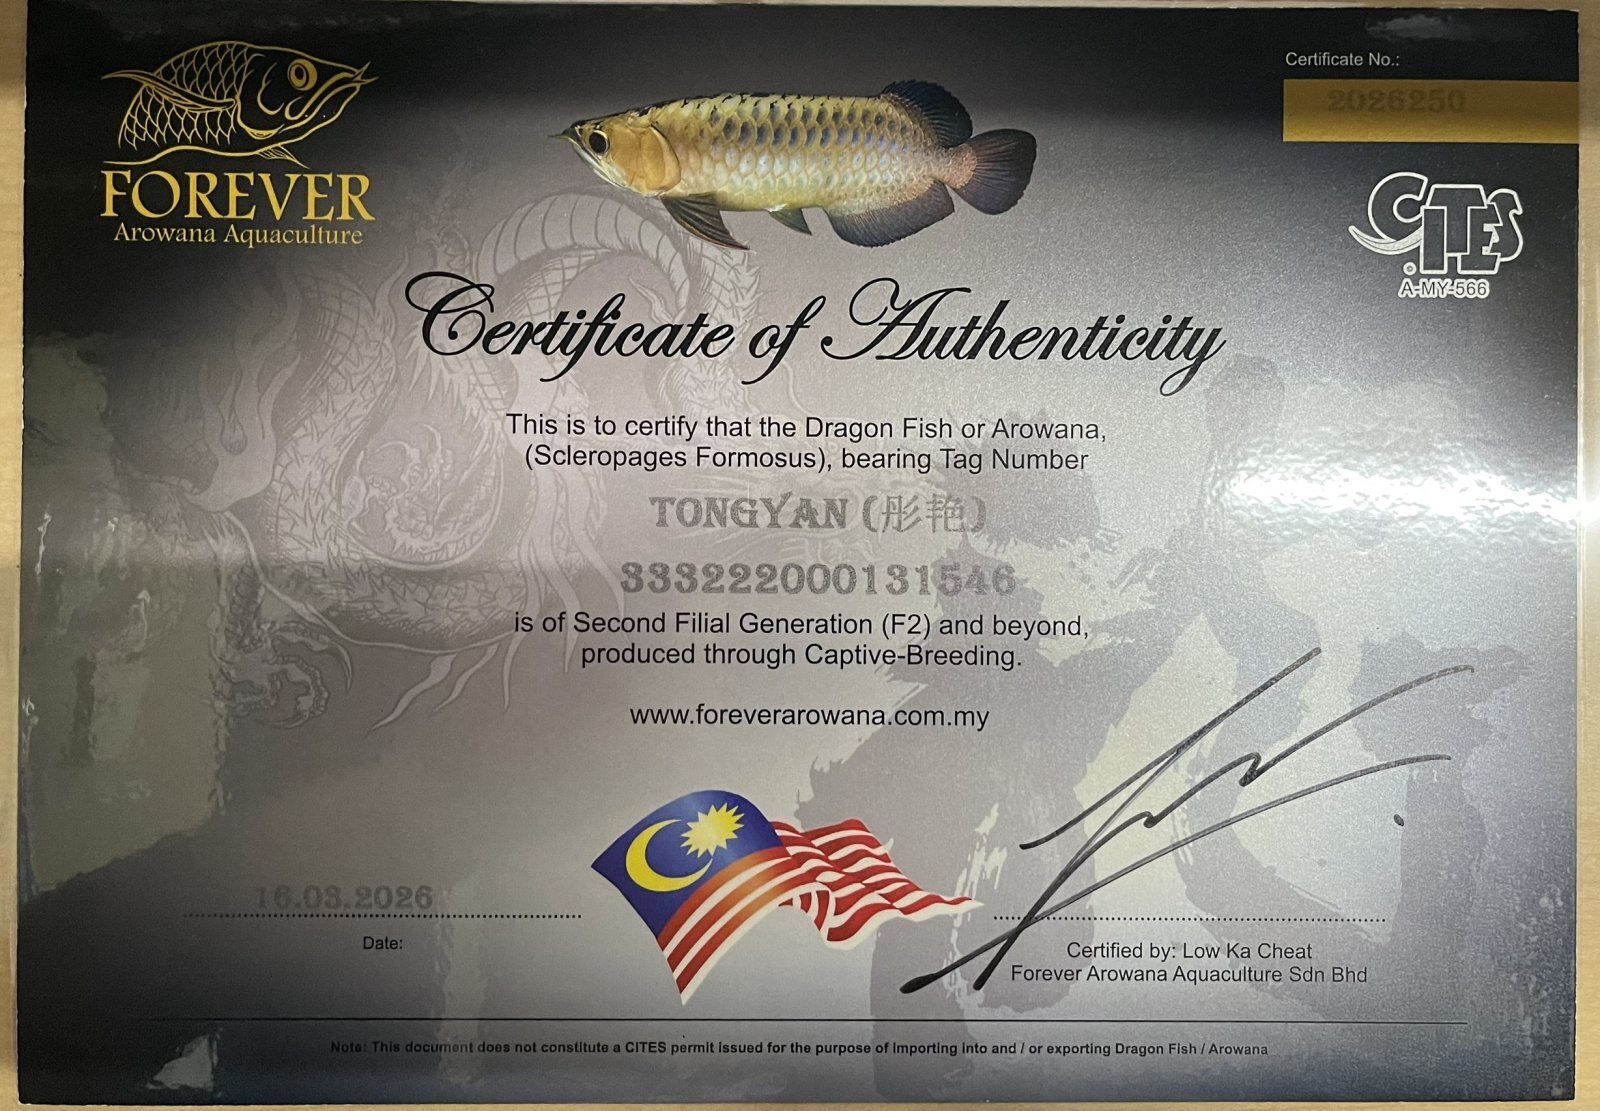 FOREVER
Arowana Aquaculture
Certificate No.:
2026250
CITES
©
A-MY-566
Certificate of Authenticity
This is to certify that the Dragon Fish or Arowana,
(Scleropages Formosus), bearing Tag Number
TONGYAN (彤艳)
333222000131546
is of Second Filial Generation (F2) and beyond,
produced through Captive-Breeding.
www.foreverarowana.com.my
16.03.2026
Date:
Certified by: Low Ka Cheat
Forever Arowana Aquaculture Sdn Bhd
Note: This document does not constitute a CITES permit issued for the purpose of Importing into and / or exporting Dragon Fish / Arowana